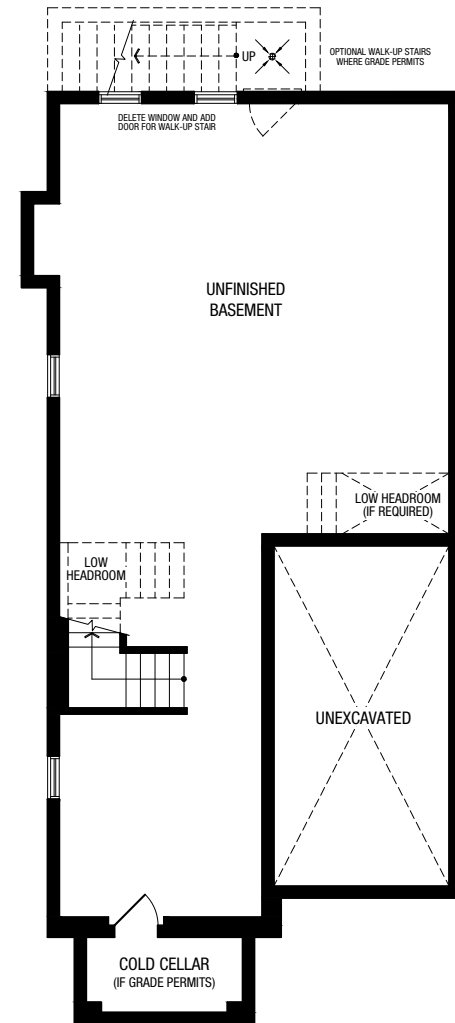 UP
OPTIONAL WALK-UP STAIRS
WHERE GRADE PERMITS
DELETE WINDOW AND ADD
DOOR FOR WALK-UP STAIR
UNFINISHED
BASEMENT
LOW HEADROOM
(IF REQUIRED)
LOW
HEADROOM
UNEXCAVATED
COLD CELLAR
(IF GRADE PERMITS)